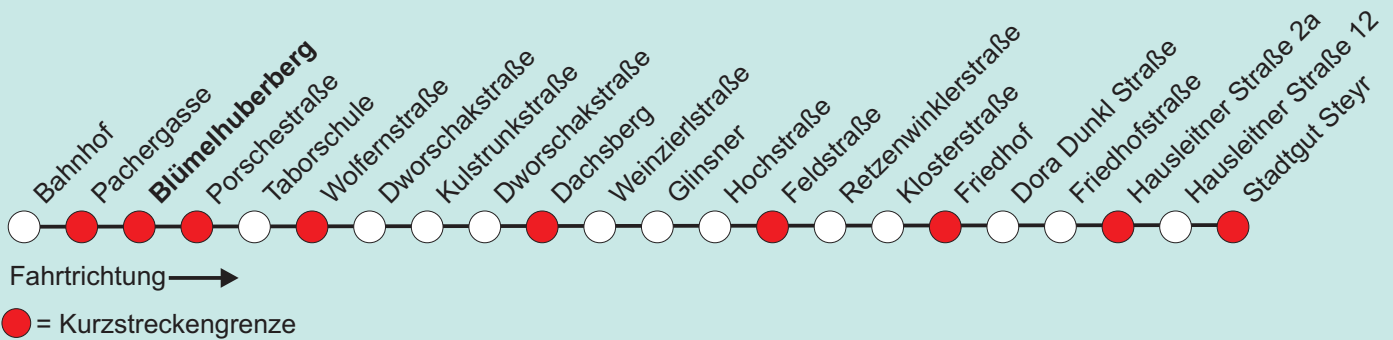 Bahnhof
Pachergasse
Blümelhuberberg
Porschestraße
Taborschule
Wolfernstraße
Dworschakstraße
Kulstrunkstraße
Dworschakstraße
Dachsberg
Weinzierlstraße
Glinsner
Hochstraße
Feldstraße
Retzenwinklerstraße
Klosterstraße
Friedhof
Dora Dunkl Straße
Friedhofstraße
Hausleitner Straße 2a
Hausleitner Straße 12
Stadtgut Steyr
Fahrtrichtung
= Kurzstreckengrenze